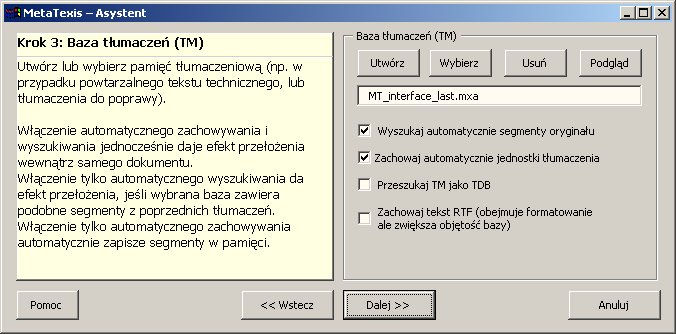 MetaTexis – Asystent
Krok 3: Baza tłumaczeń (TM)
Utwórz lub wybierz pamięć tłumaczeniową (np. w
przypadku powtarzalnego tekstu technicznego, lub
tłumaczenia do poprawy).
Włączenie automatycznego zachowywania i
wyszukiwania jednocześnie daje efekt przełożenia
wewnątrz samego dokumentu.
Włączenie tylko automatycznego wyszukiwania da
efekt przełożenia, jeśli wybrana baza zawiera
podobne segmenty z poprzednich tłumaczeń.
Włączenie tylko automatycznego zachowywania
automatycznie zapisze segmenty w pamięci.
Baza tłumaczeń (TM)
Utwórz Wybierz Usuń Podgląd
MT_interface_last.mxa
Wyszukaj automatycznie segmenty oryginału
Zachowaj automatycznie jednostki tłumaczenia
Przeszukaj TM jako TDB
Zachowaj tekst RTF (obejmuje formatowanie
ale zwiększa objętość bazy)
Pomoc << Wstecz Dalej >> Anuluj